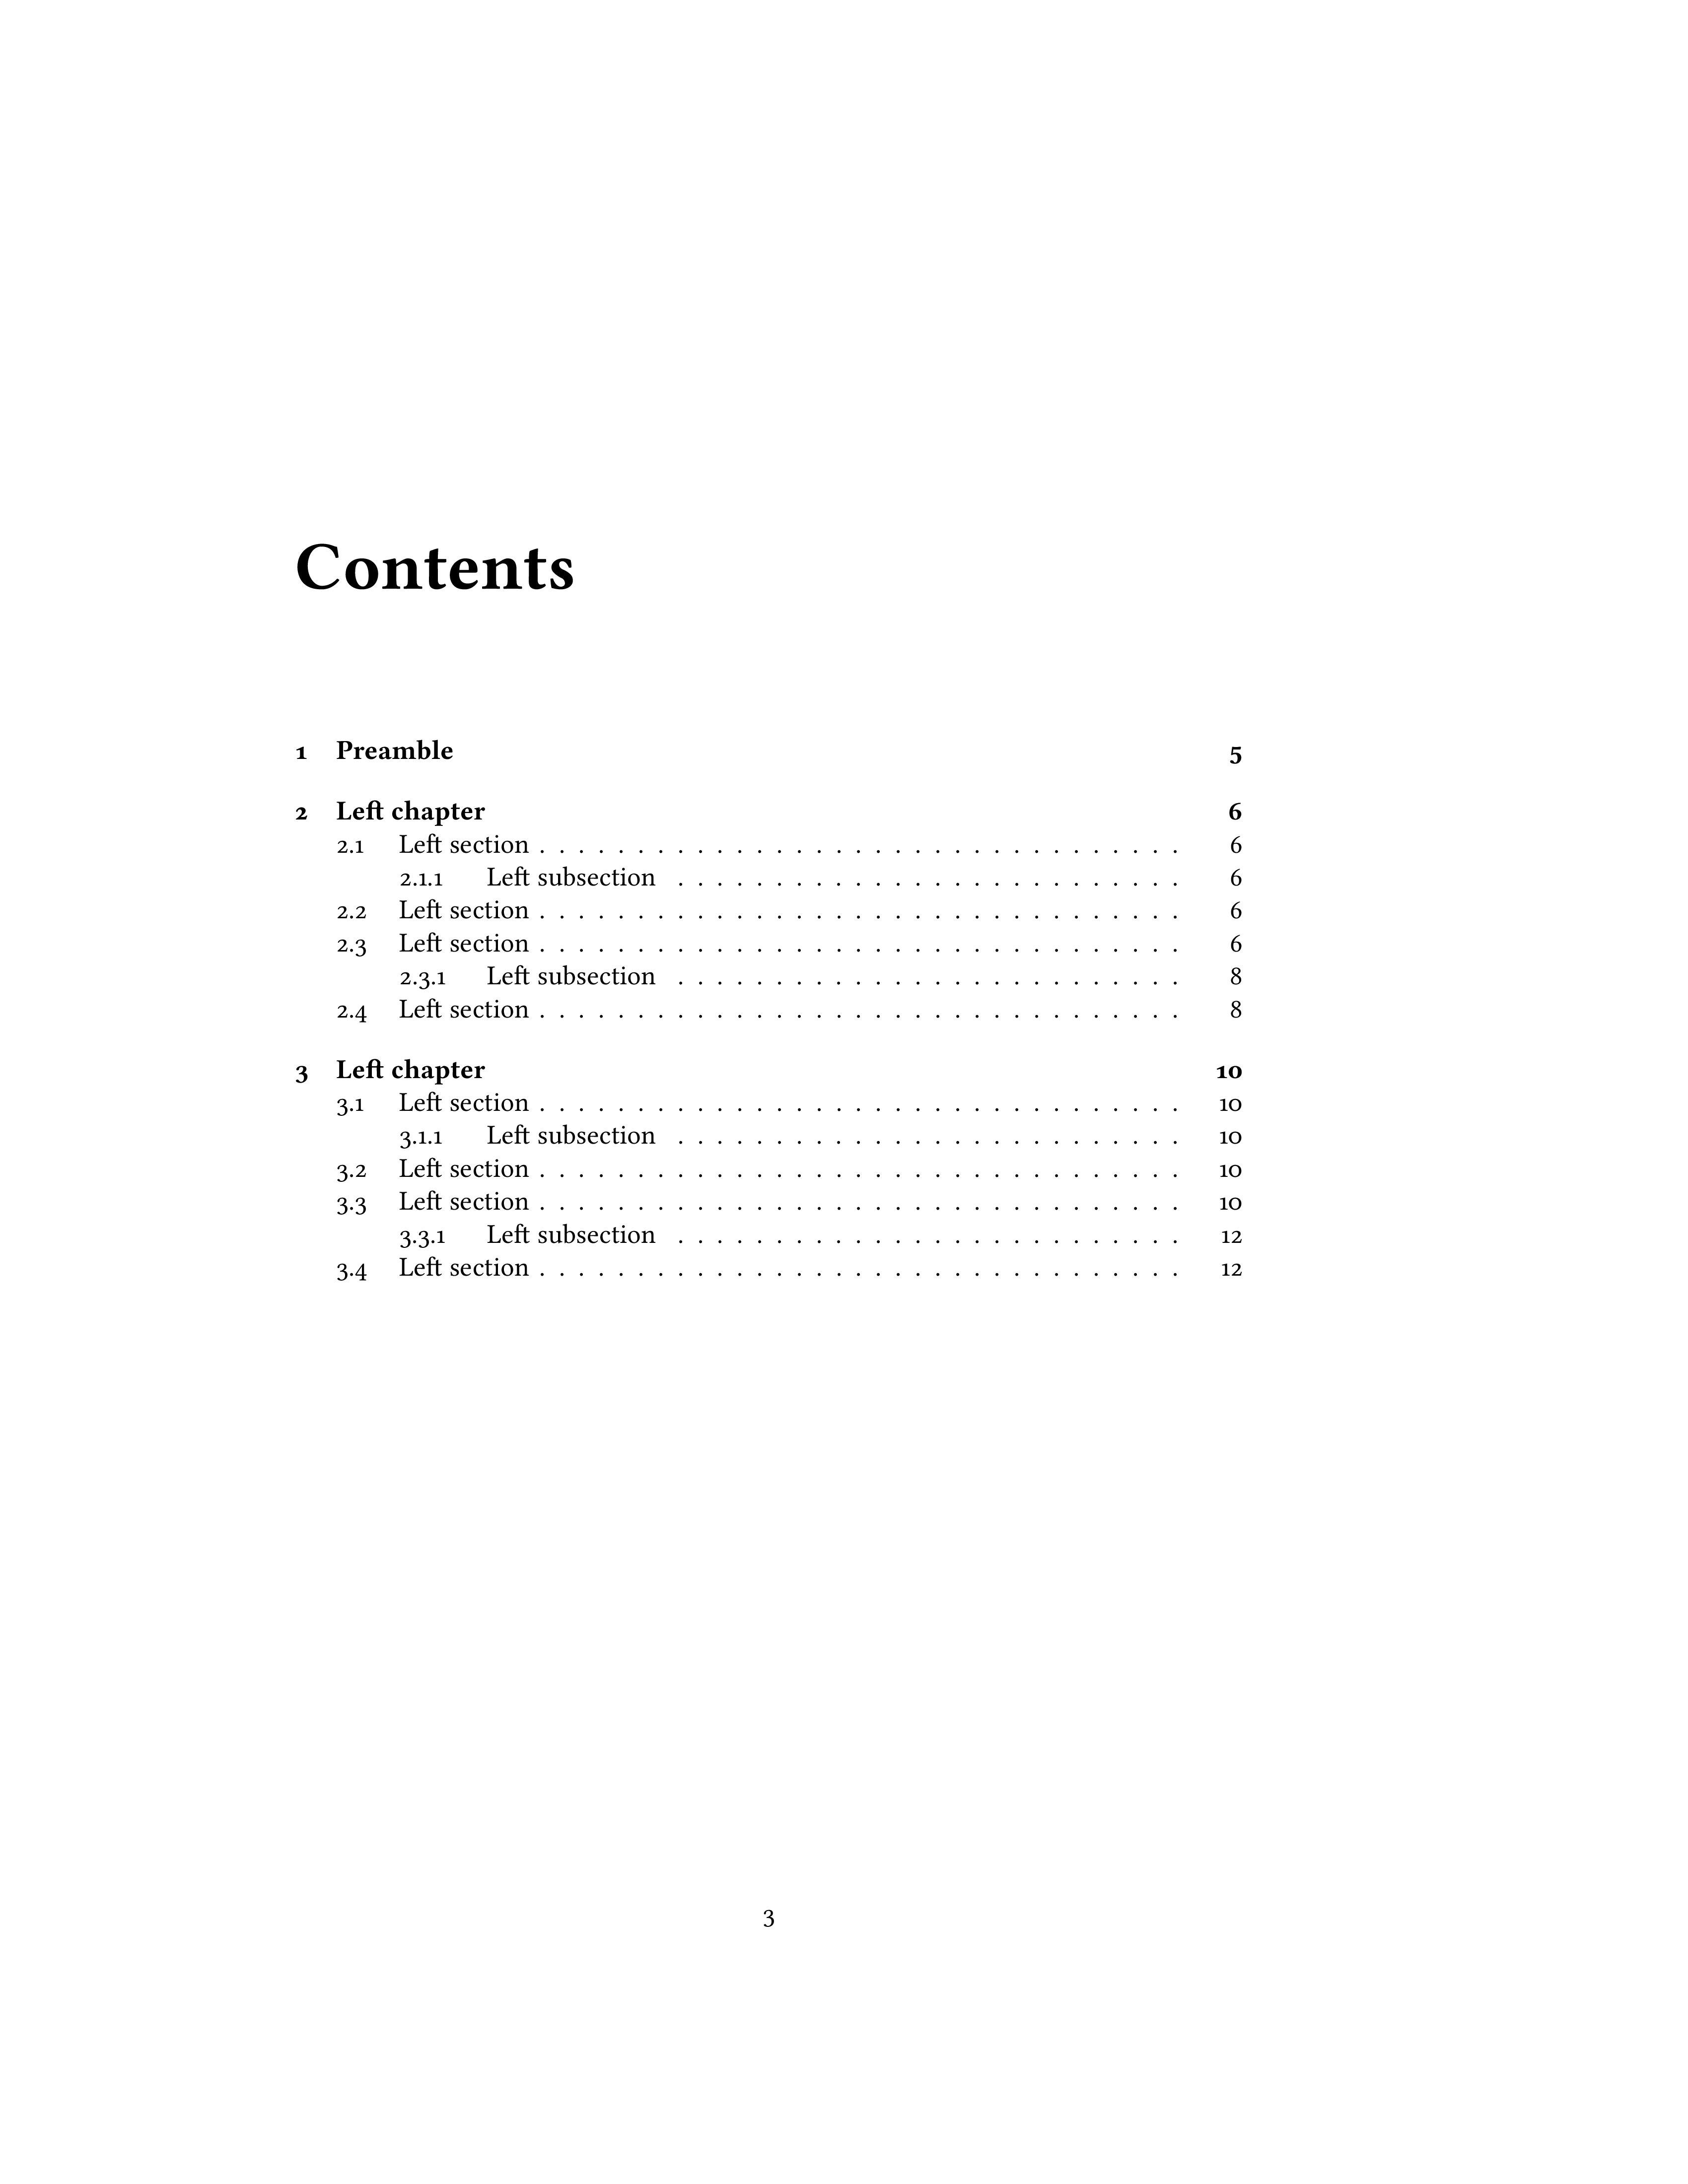 Contents
1 Preamble 5
2 Left chapter 6
2.1 Left section . . . . . . . . . . . . . . . . . . . . . . . . . . . . . . . . . 6
2.1.1 Left subsection . . . . . . . . . . . . . . . . . . . . . . . . . . 6
2.2 Left section . . . . . . . . . . . . . . . . . . . . . . . . . . . . . . . . . 6
2.3 Left section . . . . . . . . . . . . . . . . . . . . . . . . . . . . . . . . . 6
2.3.1 Left subsection . . . . . . . . . . . . . . . . . . . . . . . . . . 8
2.4 Left section . . . . . . . . . . . . . . . . . . . . . . . . . . . . . . . . . 8
3 Left chapter 10
3.1 Left section . . . . . . . . . . . . . . . . . . . . . . . . . . . . . . . . . 10
3.1.1 Left subsection . . . . . . . . . . . . . . . . . . . . . . . . . . 10
3.2 Left section . . . . . . . . . . . . . . . . . . . . . . . . . . . . . . . . . 10
3.3 Left section . . . . . . . . . . . . . . . . . . . . . . . . . . . . . . . . . 10
3.3.1 Left subsection . . . . . . . . . . . . . . . . . . . . . . . . . . 12
3.4 Left section . . . . . . . . . . . . . . . . . . . . . . . . . . . . . . . . . 12
3